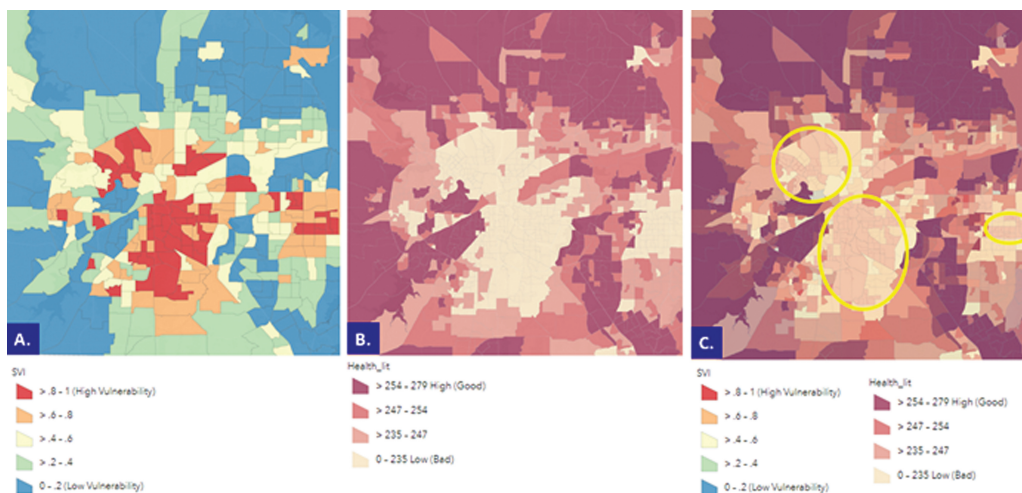 A.
B.
C.
SVI
> .8 - 1 (High Vulnerability)
> .6 - .8
> .4 - .6
> .2 - .4
0 - .2 (Low Vulnerability)
Health_lit
> 254 - 279 High (Good)
> 247 - 254
> 235 - 247
0 - 235 Low (Bad)
SVI
> .8 - 1 (High Vulnerability)
> .6 - .8
> .4 - .6
> .2 - .4
0 - .2 (Low Vulnerability)
Health_lit
> 254 - 279 High (Good)
> 247 - 254
> 235 - 247
0 - 235 Low (Bad)